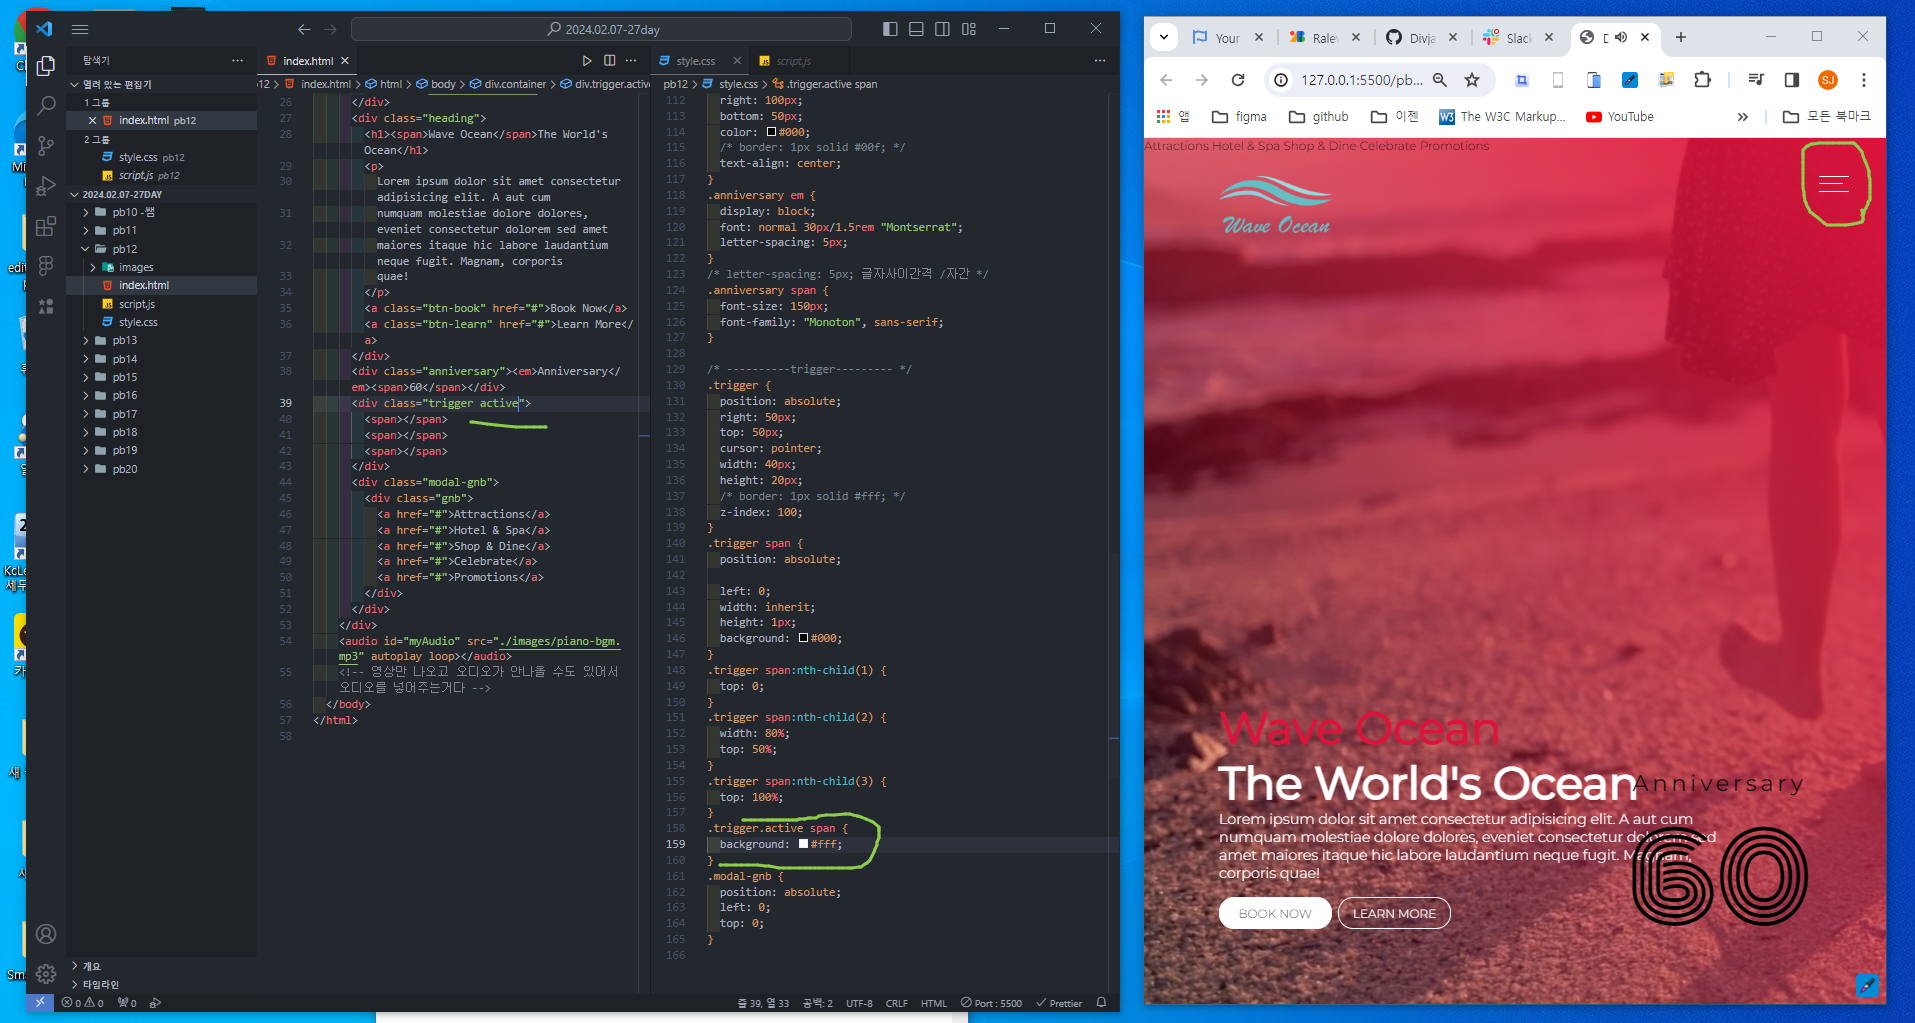 2024.02.07-27day
탐색기
열려 있는 편집기
1 그룹
index.html pb12
2 그룹
style.css pb12
script.js pb12
2024.02.07-27DAY
pb10 -쌤
pb11
pb12
images
index.html
script.js
style.css
pb13
pb14
pb15
pb16
pb17
pb18
pb19
pb20
개요
타임라인
index.html
b12 > index.html > html > body > div.container > div.trigger.active
26 </div>
27 <div class="heading">
28 <h1><span>Wave Ocean</span>The World's
Ocean</h1>
29 <p>
30 Lorem ipsum dolor sit amet consectetur
adipisicing elit. A aut cum
31 numquam molestiae dolore dolores,
eveniet consectetur dolorem sed amet
32 maiores itaque hic labore laudantium
neque fugit. Magnam, corporis
33 quae!
34 </p>
35 <a class="btn-book" href="#">Book Now</a>
36 <a class="btn-learn" href="#">Learn More</
a>
37 </div>
38 <div class="anniversary"><em>Anniversary</
em><span>60</span></div>
39 <div class="trigger active">
40 <span></span>
41 <span></span>
42 <span></span>
43 </div>
44 <div class="modal-gnb">
45 <div class="gnb">
46 <a href="#">Attractions</a>
47 <a href="#">Hotel & Spa</a>
48 <a href="#">Shop & Dine</a>
49 <a href="#">Celebrate</a>
50 <a href="#">Promotions</a>
51 </div>
52 </div>
53 </div>
54 <audio id="myAudio" src="./images/piano-bgm.
mp3" autoplay loop></audio>
55 <!-- 영상만 나오고 오디오가 안나올 수도 있어서
오디오를 넣어주는거다 -->
56 </body>
57 </html>
58
style.css
script.js
pb12 > style.css > .trigger.active span
112 right: 100px;
113 bottom: 50px;
114 color: #000;
115 /* border: 1px solid #00f; */
116 text-align: center;
117 }
118 .anniversary em {
119 display: block;
120 font: normal 30px/1.5rem "Montserrat";
121 letter-spacing: 5px;
122 }
123 /* letter-spacing: 5px; 글자사이간격 /자간 */
124 .anniversary span {
125 font-size: 150px;
126 font-family: "Monoton", sans-serif;
127 }
128
129 /* ----------trigger--------- */
130 .trigger {
131 position: absolute;
132 right: 50px;
133 top: 50px;
134 cursor: pointer;
135 width: 40px;
136 height: 20px;
137 /* border: 1px solid #fff; */
138 z-index: 100;
139 }
140 .trigger span {
141 position: absolute;
142
143 left: 0;
144 width: inherit;
145 height: 1px;
146 background: #000;
147 }
148 .trigger span:nth-child(1) {
149 top: 0;
150 }
151 .trigger span:nth-child(2) {
152 width: 80%;
153 top: 50%;
154 }
155 .trigger span:nth-child(3) {
156 top: 100%;
157 }
158 .trigger.active span {
159 background: #fff;
160 }
161 .modal-gnb {
162 position: absolute;
163 left: 0;
164 top: 0;
165 }
166
0 0 0
줄 39, 열 33 공백: 2 UTF-8 CRLF HTML Port : 5500 Prettier
Your
Ralev
Divja
Slack
127.0.0.1:5500/pb...
SJ
앱 figma github 이젠 The W3C Markup... YouTube » 모든 북마크
Attractions Hotel & Spa Shop & Dine Celebrate Promotions
Wave Ocean
Wave Ocean
The World's Ocean
Anniversary
60
Lorem ipsum dolor sit amet consectetur adipisicing elit. A aut cum
numquam molestiae dolore dolores, eveniet consectetur dolorem sed
amet maiores itaque hic labore laudantium neque fugit. Magnam,
corporis quae!
BOOK NOW
LEARN MORE